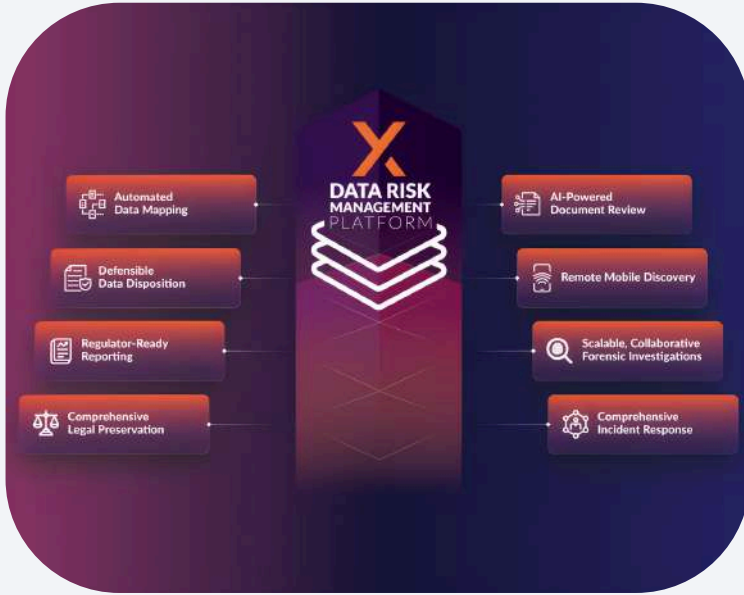 DATA RISK
MANAGEMENT
PLATFORM
Automated
Data Mapping
Defensible
Data Disposition
Regulator-Ready
Reporting
Comprehensive
Legal Preservation
AI-Powered
Document Review
Remote Mobile Discovery
Scalable, Collaborative
Forensic Investigations
Comprehensive
Incident Response